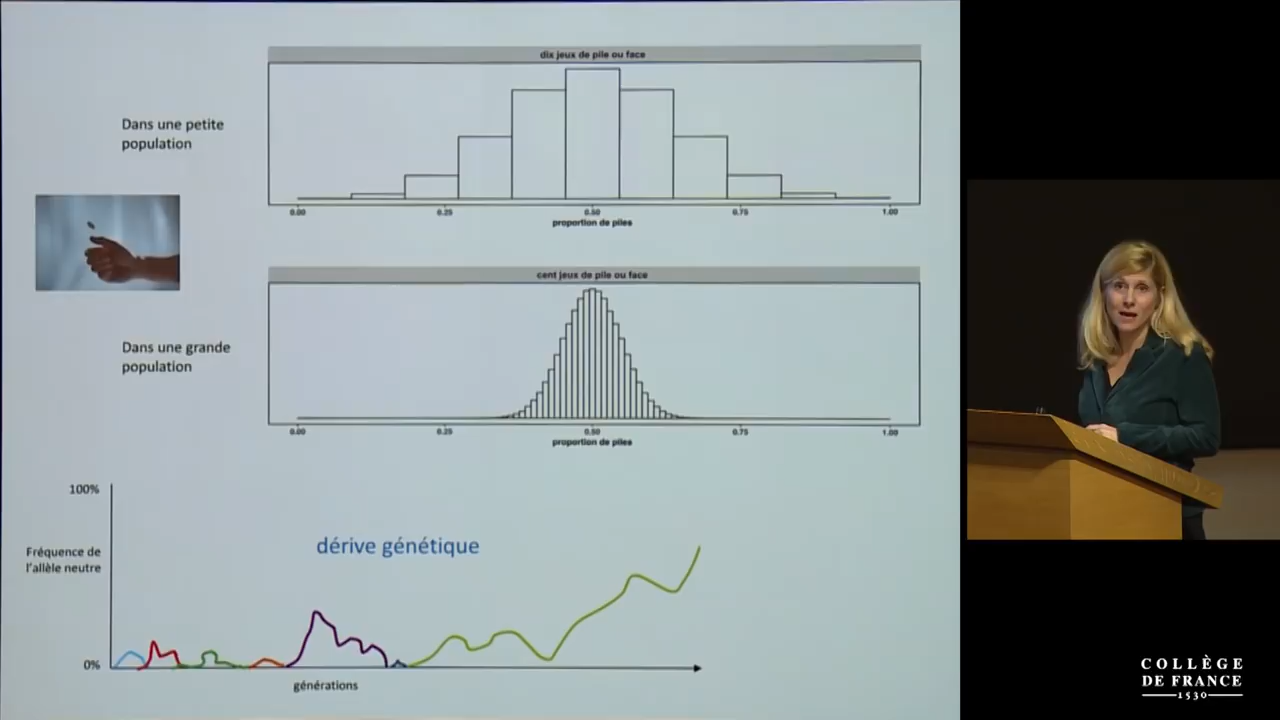 dix jeux de pile ou face
Dans une petite
population
0.00 0.25 0.50 0.75 1.00
proportion de piles
cent jeux de pile ou face
Dans une grande
population
0.00 0.25 0.50 0.75 1.00
proportion de piles
100%
Fréquence de
l'allèle neutre
dérive génétique
0%
générations
COLLÈGE
DE FRANCE
1530